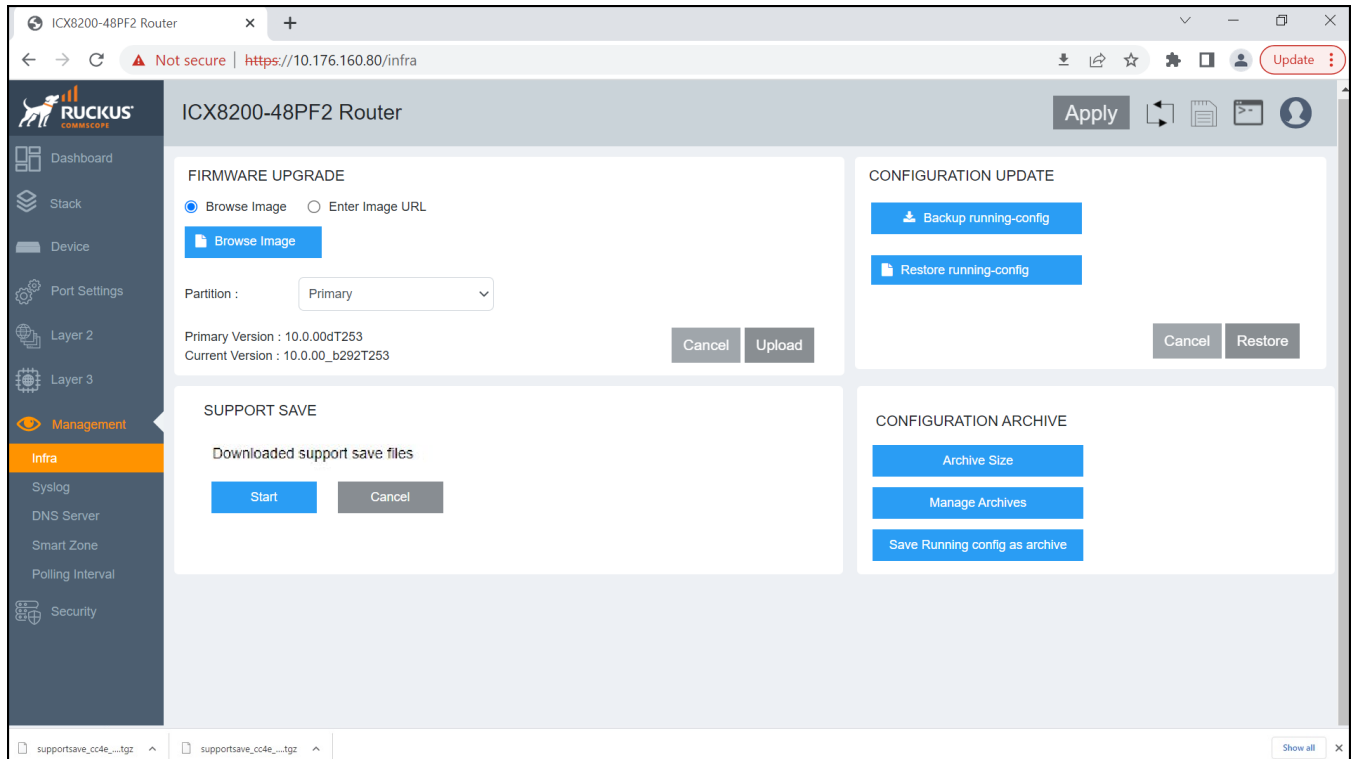 ICX8200-48PF2 Router
Not secure | https://10.176.160.80/infra
Update
RUCKUS
COMMSCOPE
ICX8200-48PF2 Router
Apply
Dashboard
Stack
Device
Port Settings
Layer 2
Layer 3
Management
Infra
Syslog
DNS Server
Smart Zone
Polling Interval
Security
FIRMWARE UPGRADE
Browse Image
Enter Image URL
Browse Image
Partition :
Primary
Primary Version : 10.0.00dT253
Current Version : 10.0.00_b292T253
Cancel
Upload
CONFIGURATION UPDATE
Backup running-config
Restore running-config
Cancel
Restore
SUPPORT SAVE
Downloaded support save files
Start
Cancel
CONFIGURATION ARCHIVE
Archive Size
Manage Archives
Save Running config as archive
supportsave_cc4e_....tgz
supportsave_cc4e_....tgz
Show all